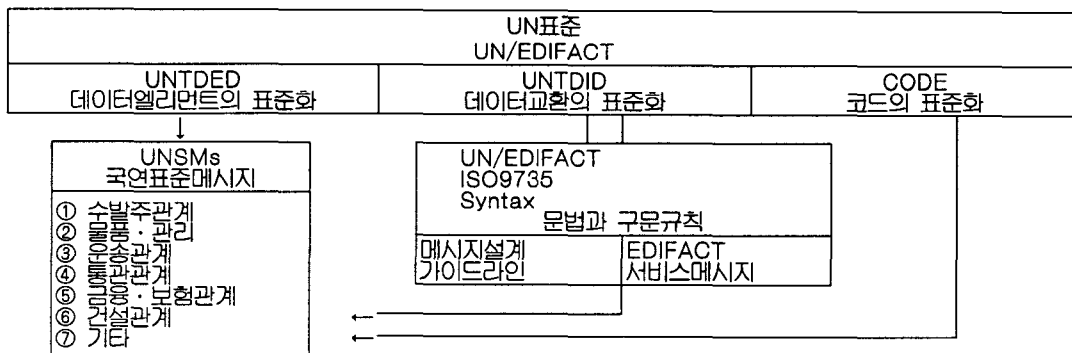 UN표준
UN/EDIFACT
UNTDED
데이터엘리먼트의 표준화
UNTDID
데이터교환의 표준화
CODE
코드의 표준화
UNSMs
국연표준메시지
① 수발주관계
② 물품·관리
③ 운송관계
④ 통관관계
⑤ 금융·보험관계
⑥ 건설관계
⑦ 기타
UN/EDIFACT
ISO9735
Syntax
문법과 구문규칙
메시지설계
가이드라인
EDIFACT
서비스메시지